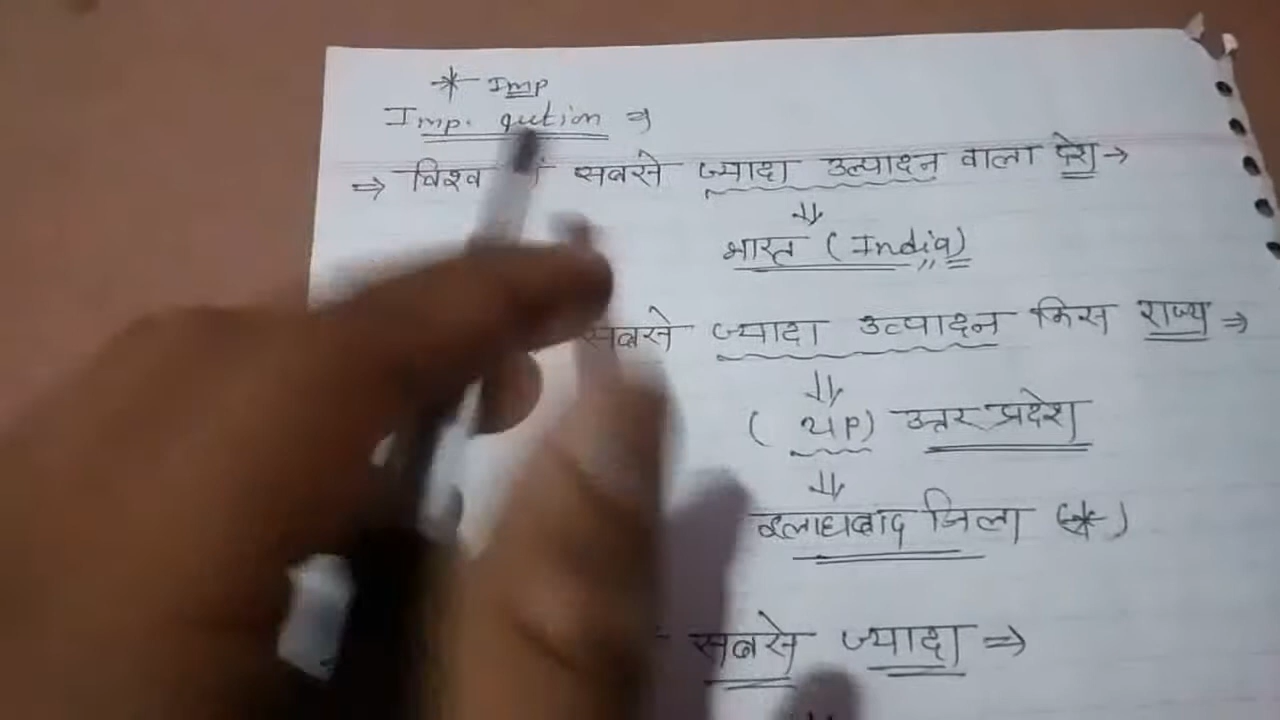 * Imp
Imp. qution ⇒
⇒ विश्व सबसे ज्यादा उत्पादन वाला देश →
⇓
भारत (India)
सबसे ज्यादा उत्पादन किस राज्य ⇒
⇓
(UP) उत्तर प्रदेश
⇓
इलाहाबाद जिला (*)
सबसे ज्यादा ⇒